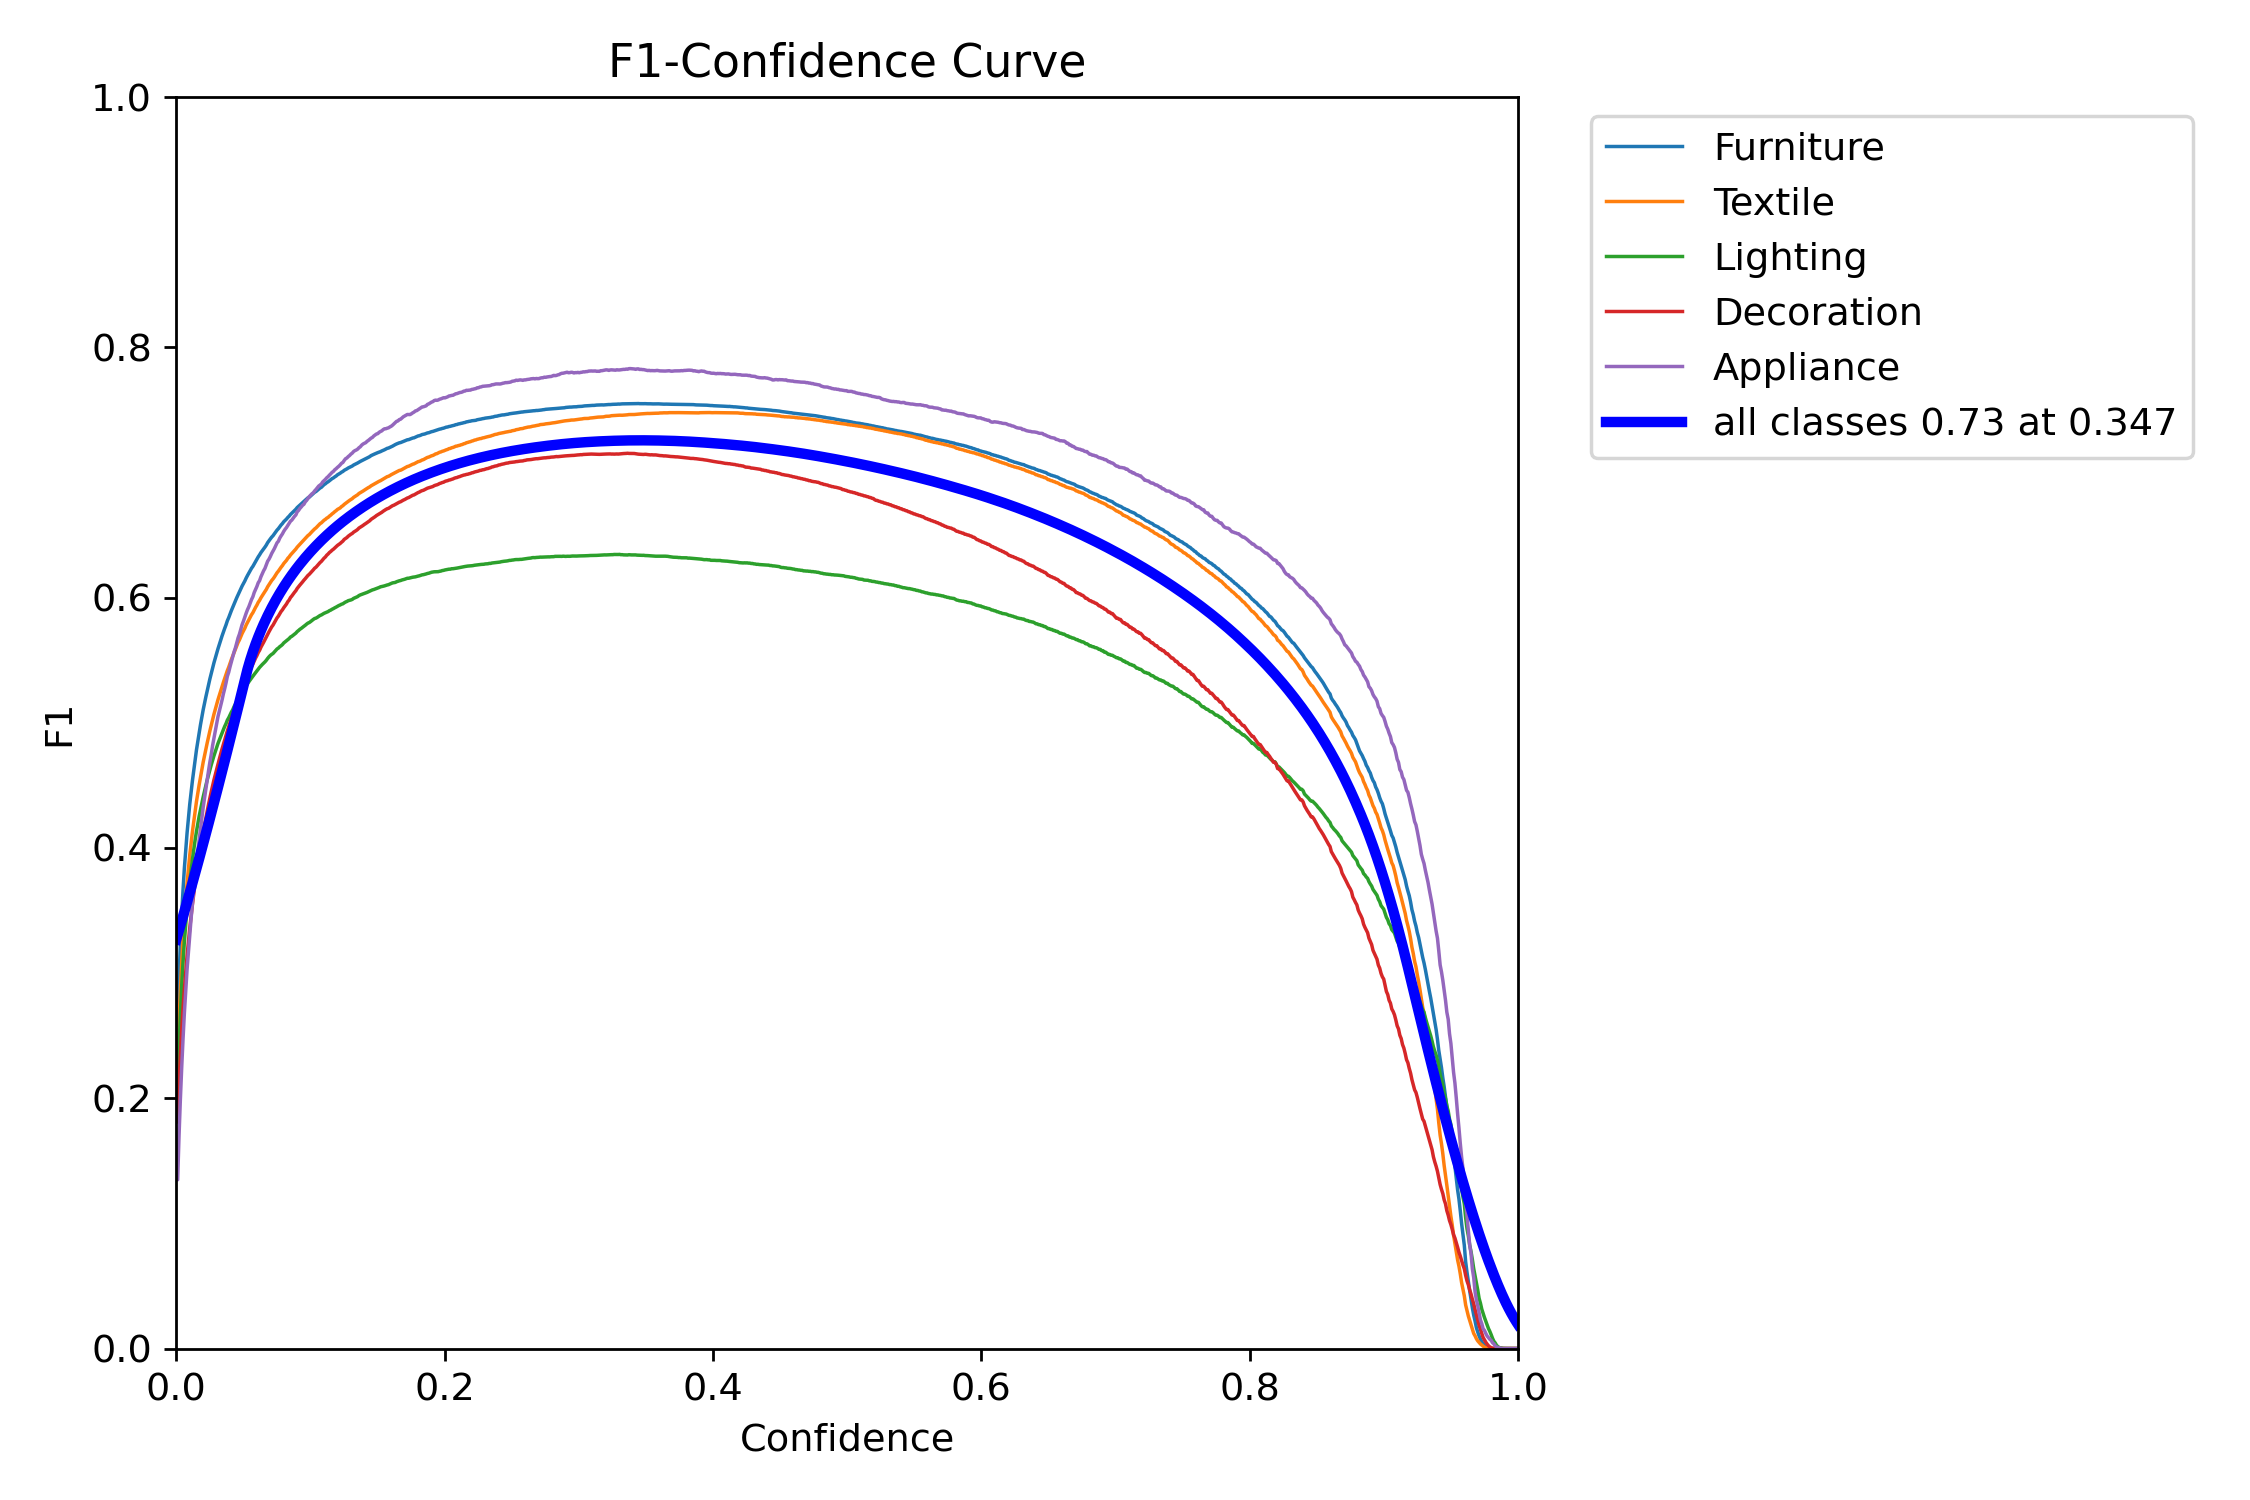 F1-Confidence Curve
1.0
0.8
0.6
0.4
0.2
0.0
F1
0.0 0.2 0.4 0.6 0.8 1.0
Confidence
Furniture
Textile
Lighting
Decoration
Appliance
all classes 0.73 at 0.347